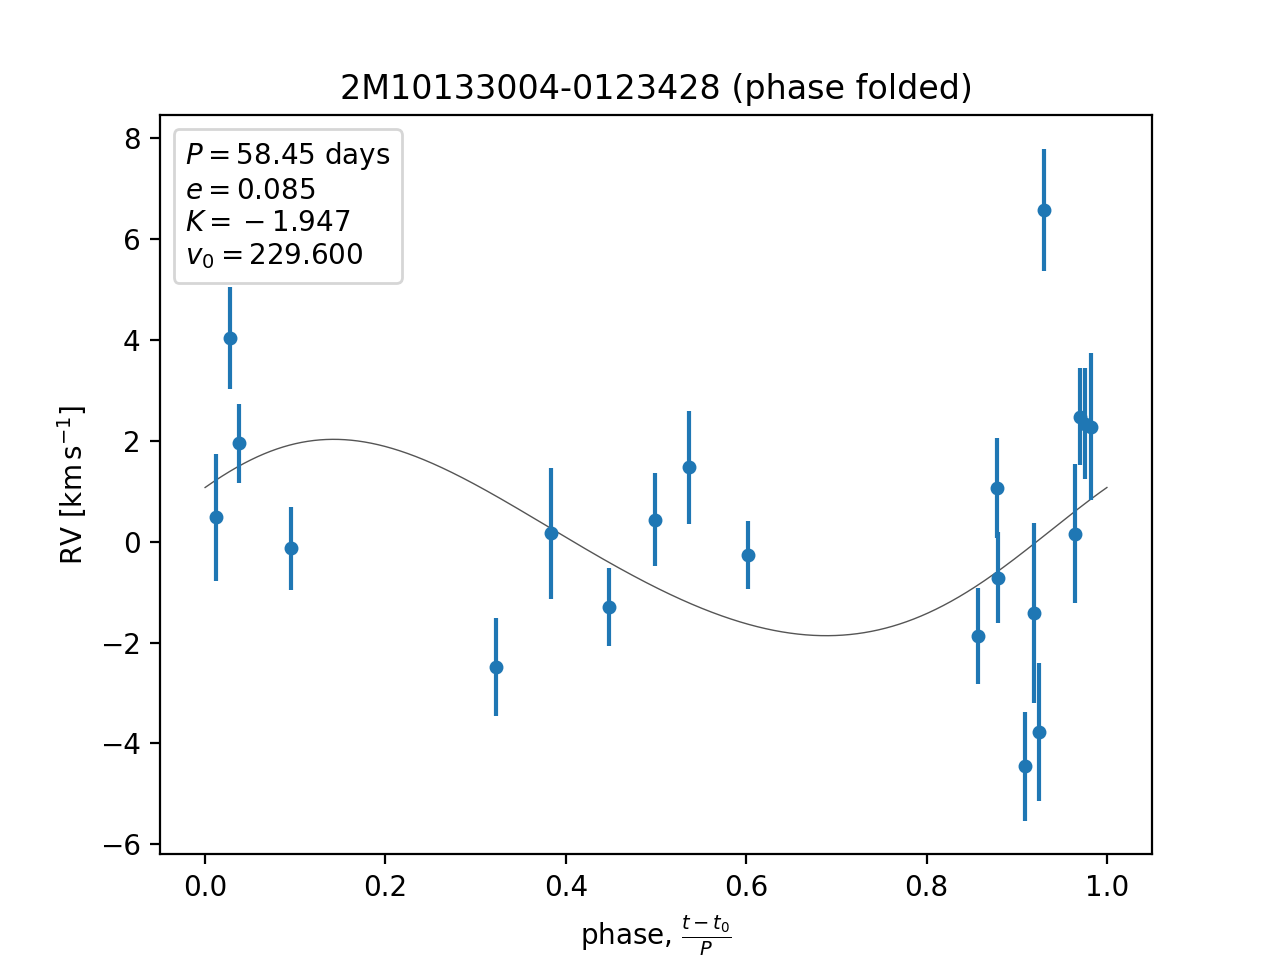 2M10133004-0123428 (phase folded)
P = 58.45 days
e = 0.085
K = −1.947
v₀ = 229.600
RV [km s⁻¹]
8
6
4
2
0
−2
−4
−6
0.0 0.2 0.4 0.6 0.8 1.0
phase, (t − t₀)/P